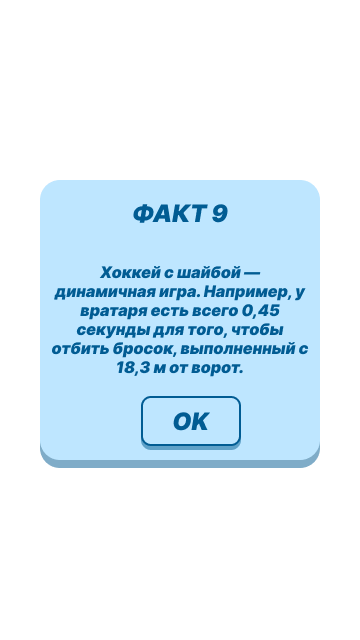 ФАКТ 9
Хоккей с шайбой —
динамичная игра. Например, у
вратаря есть всего 0,45
секунды для того, чтобы
отбить бросок, выполненный с
18,3 м от ворот.
ОК